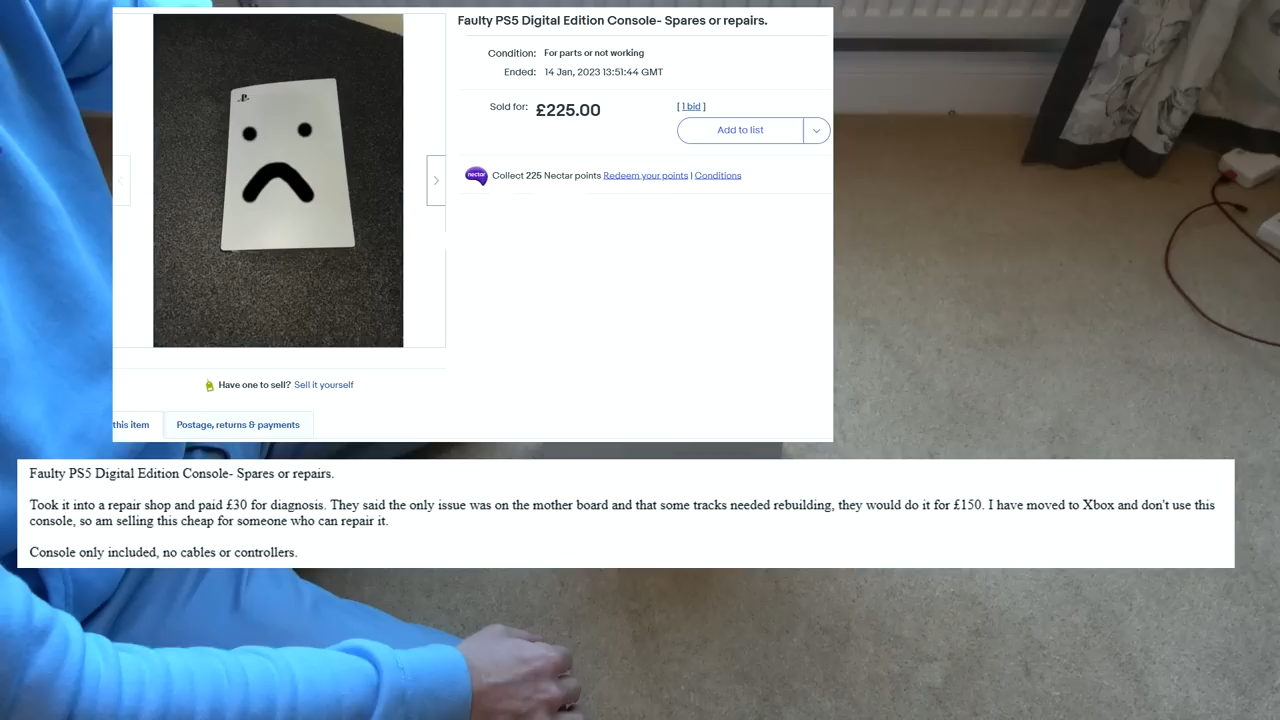 Faulty PS5 Digital Edition Console- Spares or repairs.
Condition: For parts or not working
Ended: 14 Jan, 2023 13:51:44 GMT
Sold for: £225.00 [ 1 bid ]
Add to list
nectar Collect 225 Nectar points Redeem your points | Conditions
Have one to sell? Sell it yourself
this item Postage, returns & payments
Faulty PS5 Digital Edition Console- Spares or repairs.
Took it into a repair shop and paid £30 for diagnosis. They said the only issue was on the mother board and that some tracks needed rebuilding, they would do it for £150. I have moved to Xbox and don't use this
console, so am selling this cheap for someone who can repair it.
Console only included, no cables or controllers.